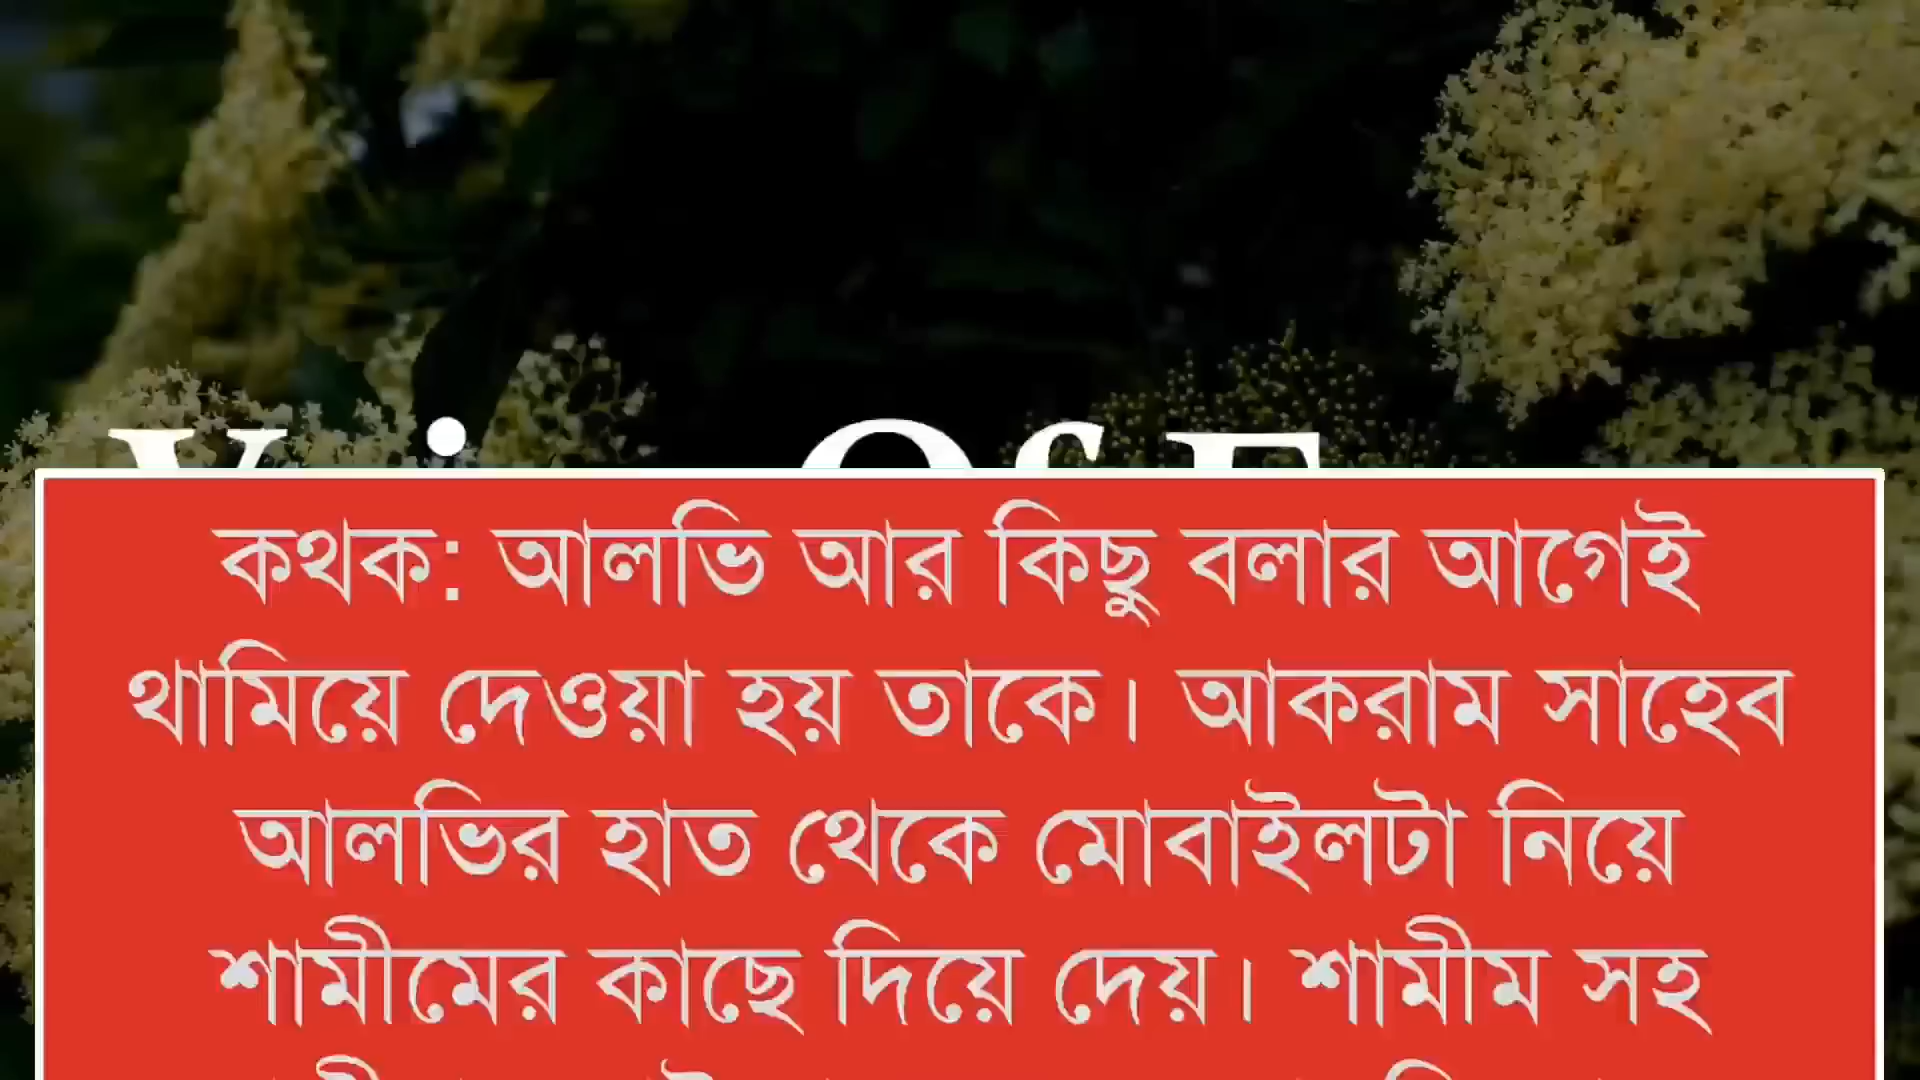 কথক: আলভি আর কিছু বলার আগেই
থামিয়ে দেওয়া হয় তাকে। আকরাম সাহেব
আলভির হাত থেকে মোবাইলটা নিয়ে
শামীমের কাছে দিয়ে দেয়। শামীম সহ